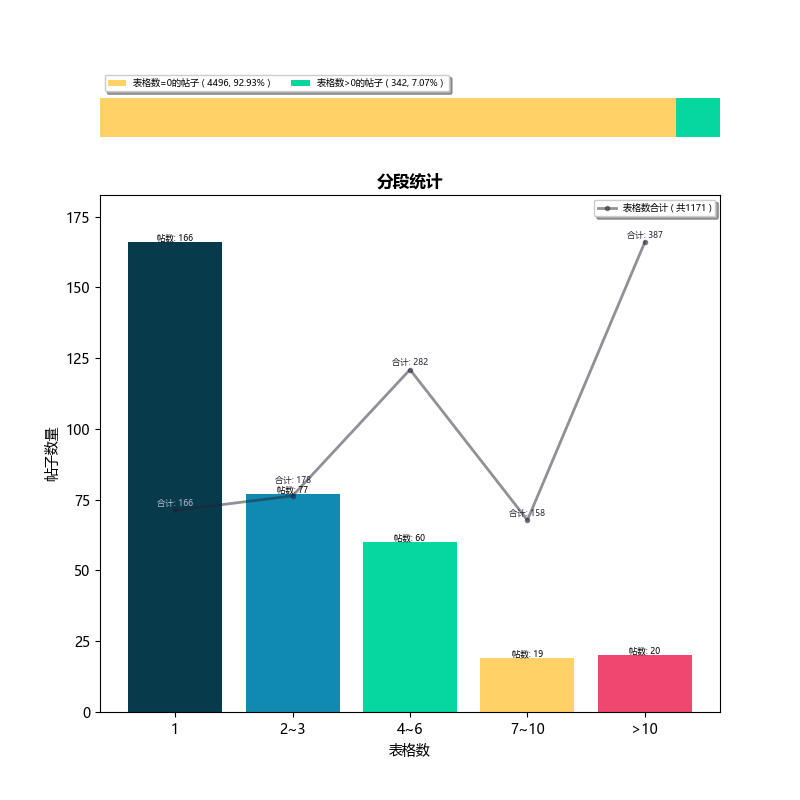 表格数=0的帖子 ( 4496, 92.93% )
表格数>0的帖子 ( 342, 7.07% )
分段统计
表格数合计 ( 共1171 )
175
150
125
100
75
50
25
0
帖子数量
帖数: 166
合计: 166
合计: 178
帖数: 77
合计: 282
帖数: 60
合计: 158
帖数: 19
合计: 387
帖数: 20
1
2~3
4~6
7~10
>10
表格数